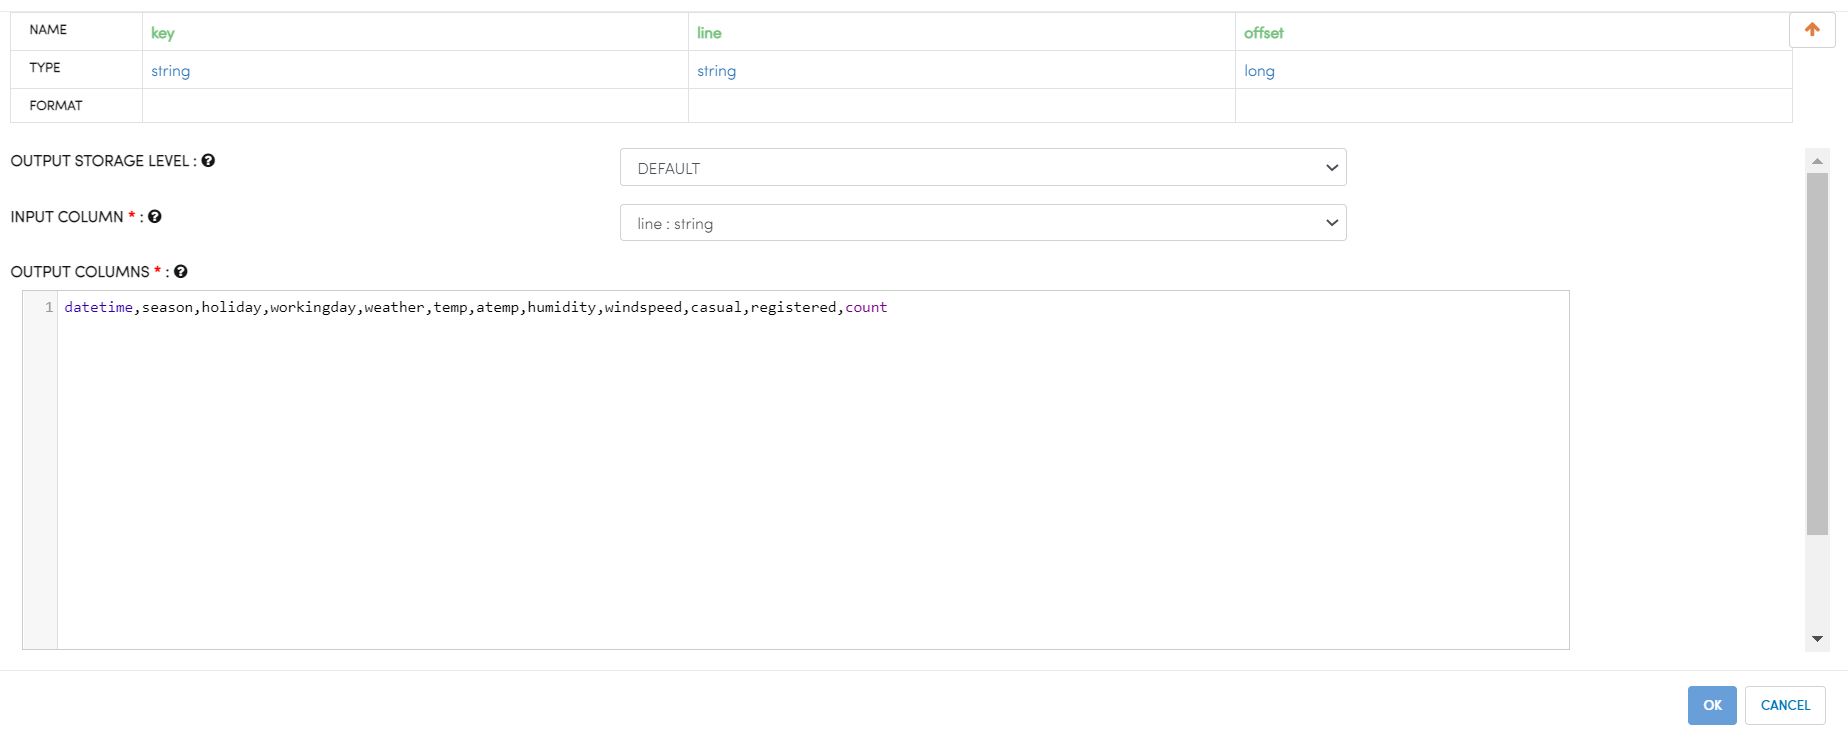 NAME key line offset
TYPE string string long
FORMAT
OUTPUT STORAGE LEVEL : ?
DEFAULT
INPUT COLUMN * : ?
line : string
OUTPUT COLUMNS * : ?
1 datetime,season,holiday,workingday,weather,temp,atemp,humidity,windspeed,casual,registered,count
OK CANCEL